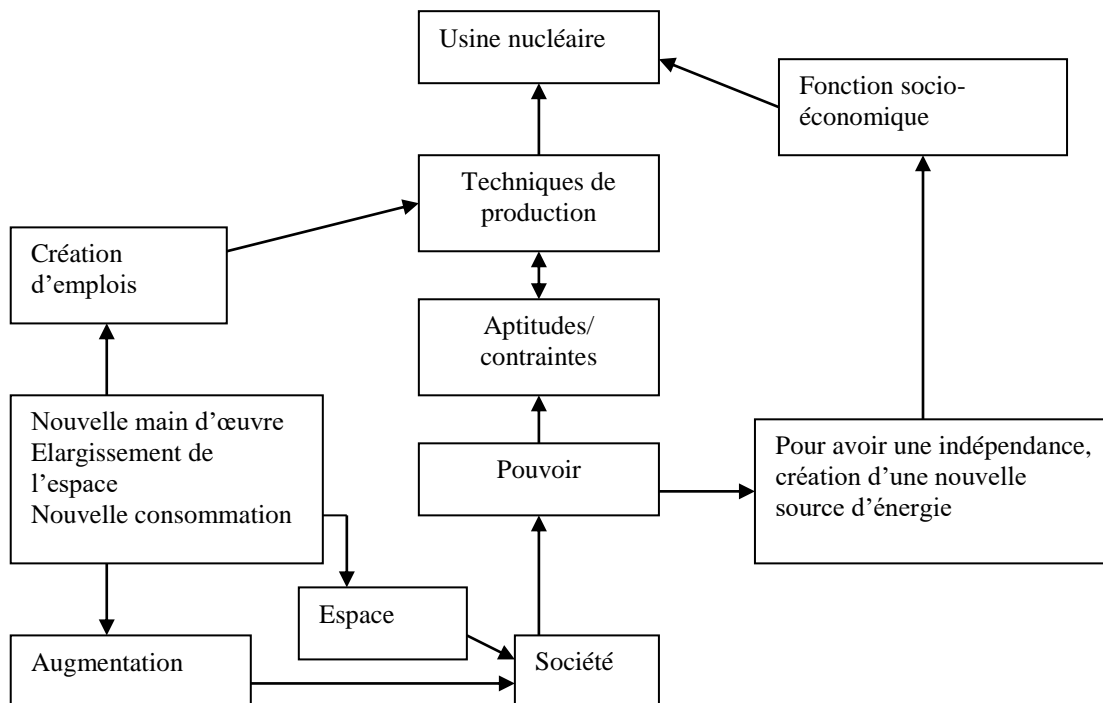 Usine nucléaire
Fonction socio-
économique
Techniques de
production
Création
d’emplois
Aptitudes/
contraintes
Nouvelle main d’œuvre
Elargissement de
l’espace
Nouvelle consommation
Pouvoir
Pour avoir une indépendance,
création d’une nouvelle
source d’énergie
Espace
Augmentation
Société